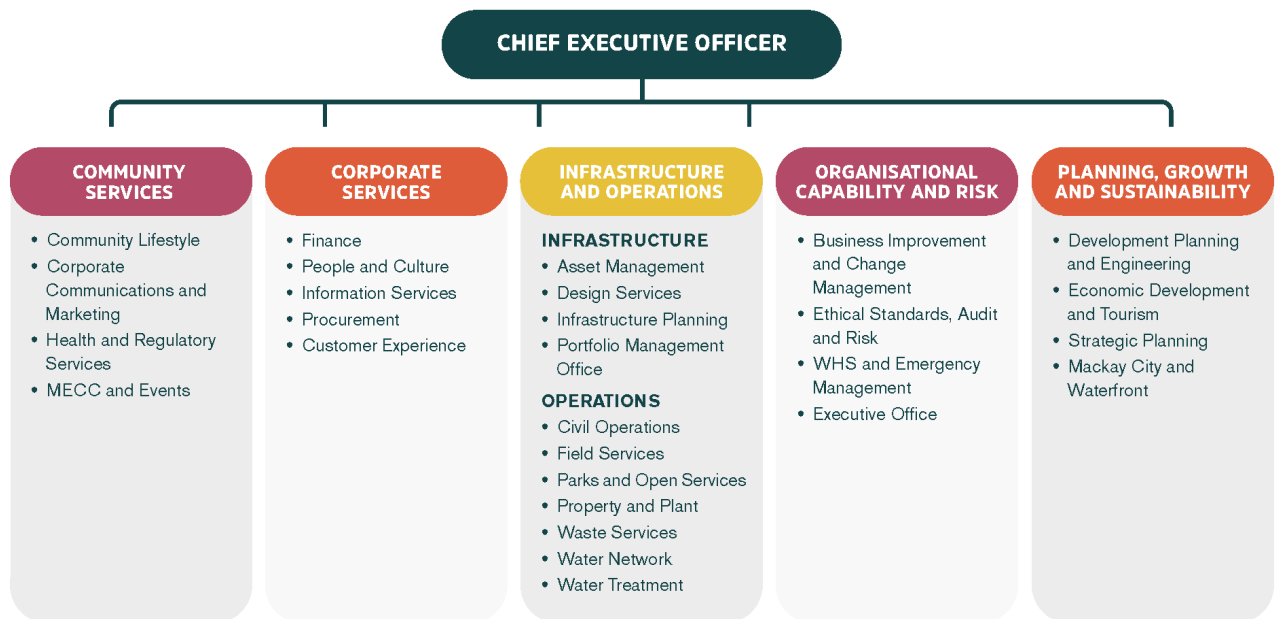 CHIEF EXECUTIVE OFFICER
COMMUNITY
SERVICES
• Community Lifestyle
• Corporate
Communications and
Marketing
• Health and Regulatory
Services
• MECC and Events
CORPORATE
SERVICES
• Finance
• People and Culture
• Information Services
• Procurement
• Customer Experience
INFRASTRUCTURE
AND OPERATIONS
INFRASTRUCTURE
• Asset Management
• Design Services
• Infrastructure Planning
• Portfolio Management
Office
OPERATIONS
• Civil Operations
• Field Services
• Parks and Open Services
• Property and Plant
• Waste Services
• Water Network
• Water Treatment
ORGANISATIONAL
CAPABILITY AND RISK
• Business Improvement
and Change
Management
• Ethical Standards, Audit
and Risk
• WHS and Emergency
Management
• Executive Office
PLANNING, GROWTH
AND SUSTAINABILITY
• Development Planning
and Engineering
• Economic Development
and Tourism
• Strategic Planning
• Mackay City and
Waterfront